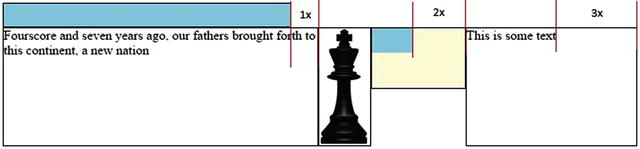 1x
2x
3x
Fourscore and seven years ago, our fathers brought forth to
this continent, a new nation
This is some text